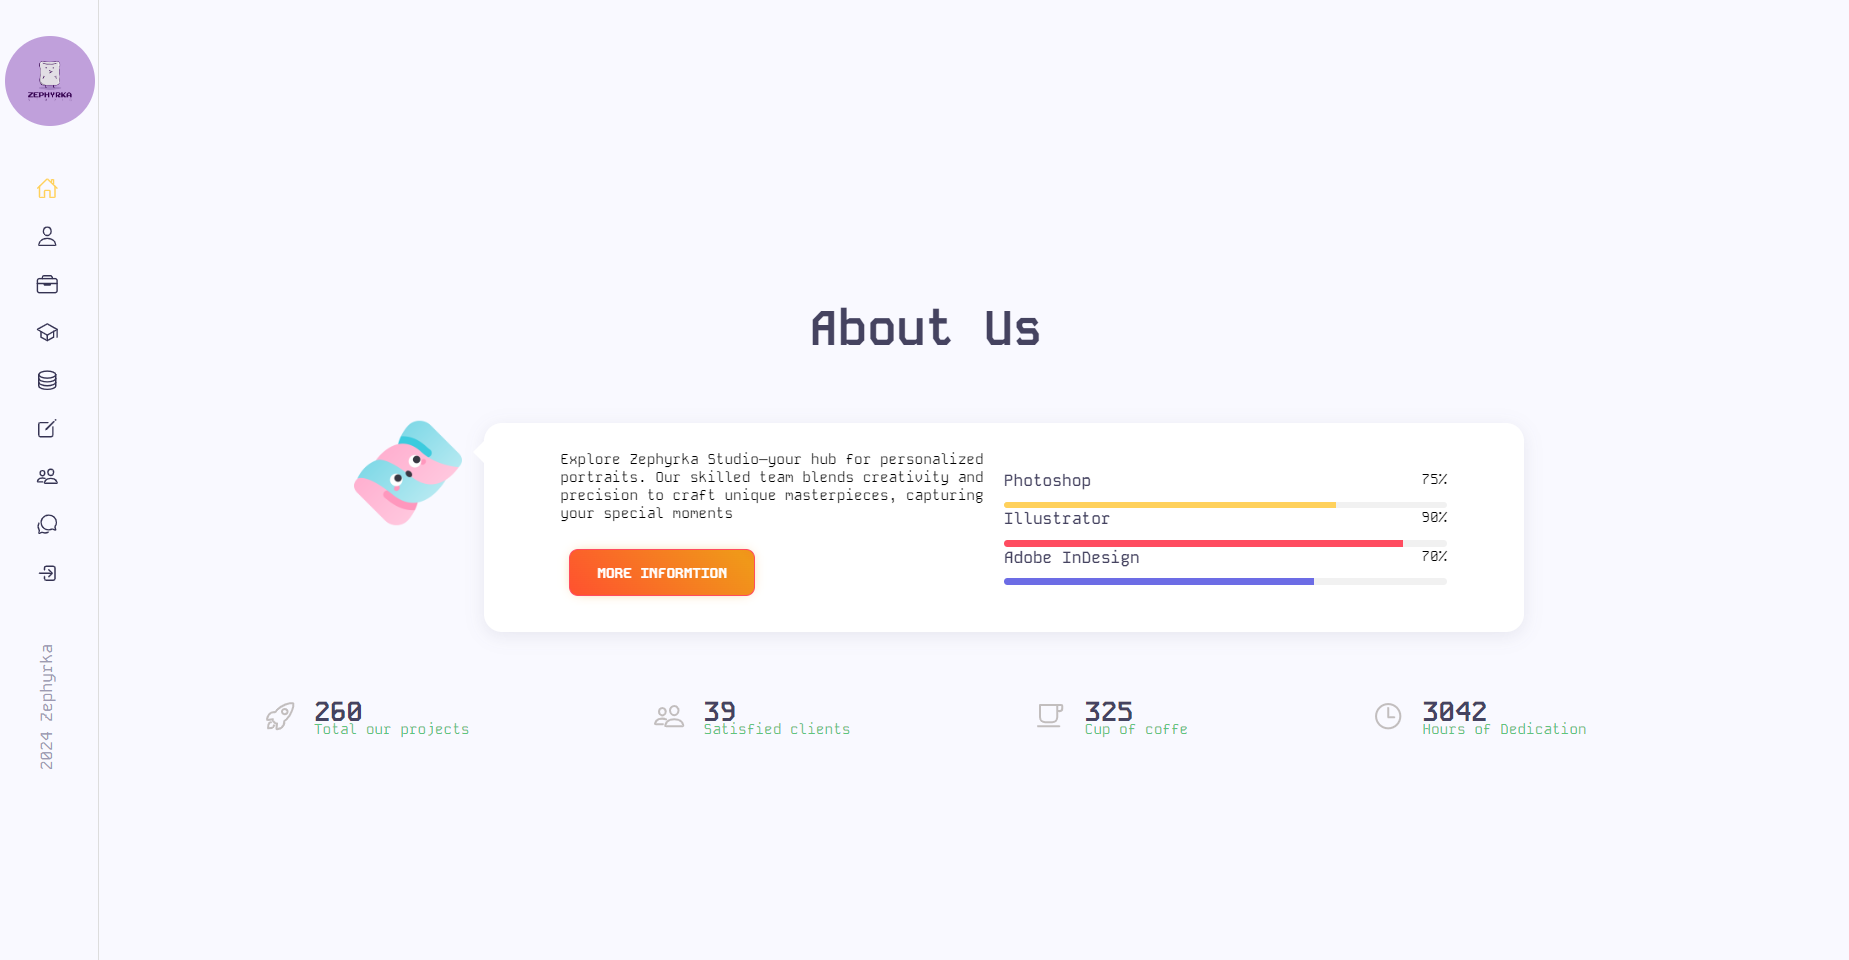 ZEPHYRKA
About Us
Explore Zephyrka Studio—your hub for personalized
portraits. Our skilled team blends creativity and
precision to craft unique masterpieces, capturing
your special moments
MORE INFORMTION
Photoshop 75%
Illustrator 90%
Adobe InDesign 70%
260
Total our projects
39
Satisfied clients
325
Cup of coffe
3042
Hours of Dedication
2024 Zephyrka